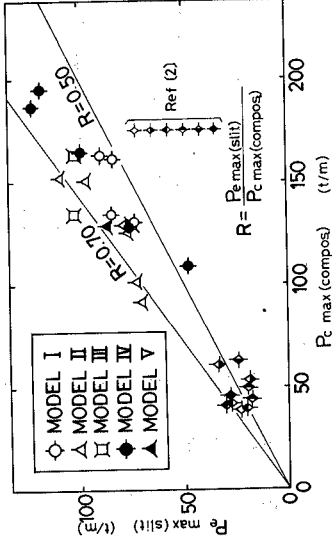 MODEL I
MODEL II
MODEL III
MODEL IV
MODEL V
R=0.70
R=0.50
Ref [2]
R= Pe max(slit) / Pc max(compos.)
Pe max (slit) (t/m)
100
50
0
50
100
150
200
Pc max (compos.) (t/m)